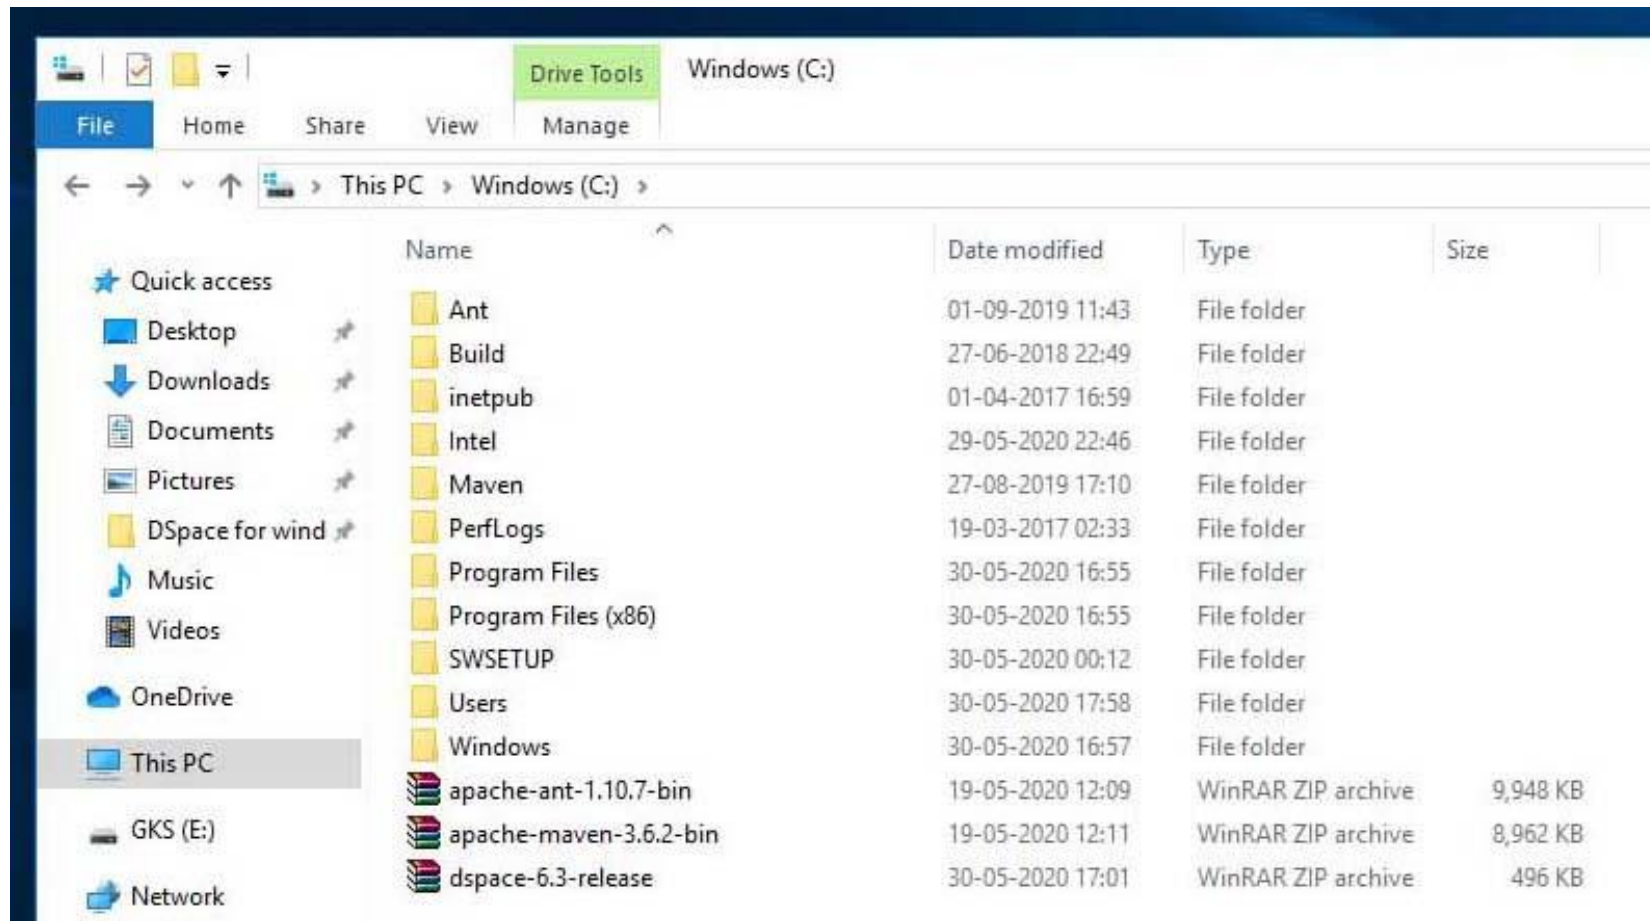 Drive Tools Windows (C:)
File Home Share View Manage
This PC Windows (C:)
Name Date modified Type Size
Quick access
Desktop
Downloads
Documents
Pictures
DSpace for wind
Music
Videos
OneDrive
This PC
GKS (E:)
Network
Ant 01-09-2019 11:43 File folder
Build 27-06-2018 22:49 File folder
inetpub 01-04-2017 16:59 File folder
Intel 29-05-2020 22:46 File folder
Maven 27-08-2019 17:10 File folder
PerfLogs 19-03-2017 02:33 File folder
Program Files 30-05-2020 16:55 File folder
Program Files (x86) 30-05-2020 16:55 File folder
SWSETUP 30-05-2020 00:12 File folder
Users 30-05-2020 17:58 File folder
Windows 30-05-2020 16:57 File folder
apache-ant-1.10.7-bin 19-05-2020 12:09 WinRAR ZIP archive 9,948 KB
apache-maven-3.6.2-bin 19-05-2020 12:11 WinRAR ZIP archive 8,962 KB
dspace-6.3-release 30-05-2020 17:01 WinRAR ZIP archive 496 KB